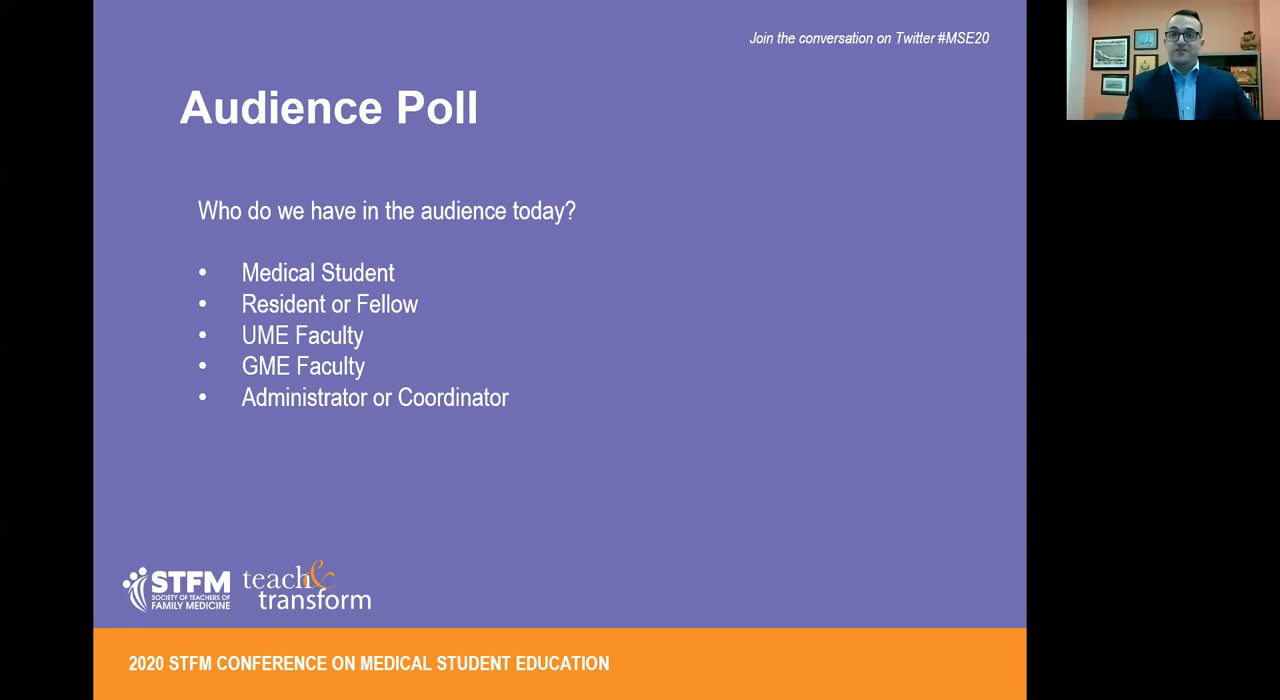 Join the conversation on Twitter #MSE20
Audience Poll
Who do we have in the audience today?
• Medical Student
• Resident or Fellow
• UME Faculty
• GME Faculty
• Administrator or Coordinator
STFM
SOCIETY OF TEACHERS OF
FAMILY MEDICINE
teach&
transform
2020 STFM CONFERENCE ON MEDICAL STUDENT EDUCATION